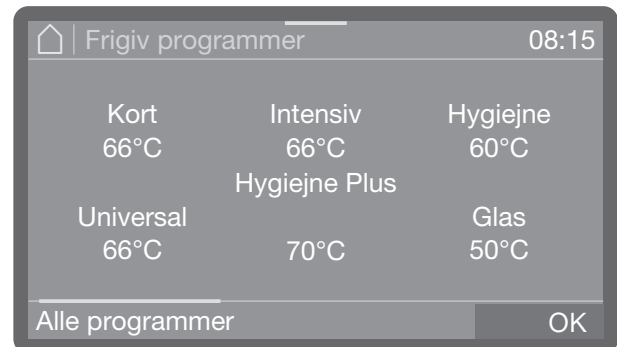 Frigiv programmer 08:15
Kort Intensiv Hygiejne
66°C 66°C 60°C
Hygiejne Plus
Universal Glas
66°C 70°C 50°C
Alle programmer OK